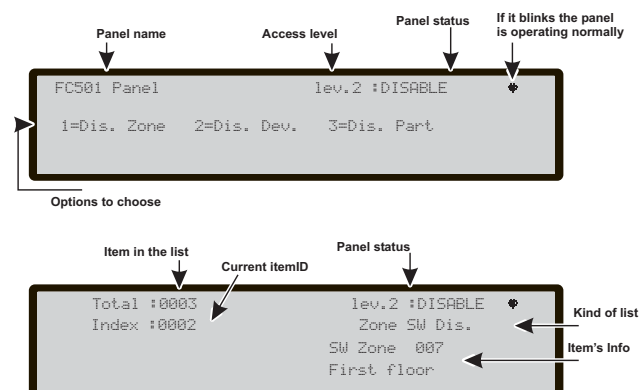 Panel name
Access level
Panel status
If it blinks the panel
is operating normally
FC501 Panel lev.2 :DISABLE
1=Dis. Zone 2=Dis. Dev. 3=Dis. Part
Options to choose
Item in the list
Current itemID
Panel status
Total :0003 lev.2 :DISABLE
Index :0002 Zone SW Dis.
Kind of list
SW Zone 007
Item's Info
First floor